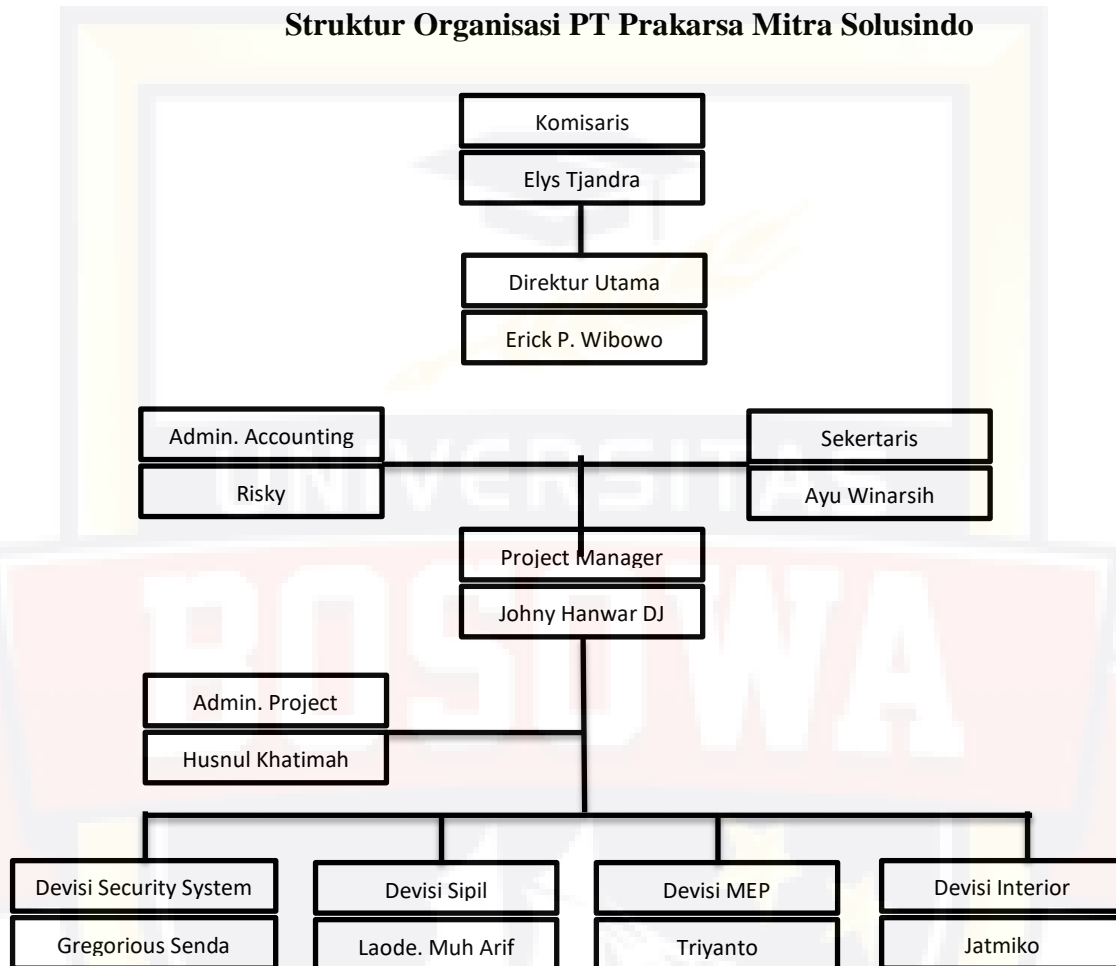 Struktur Organisasi PT Prakarsa Mitra Solusindo
Komisaris
Elys Tjandra
Direktur Utama
Erick P. Wibowo
Admin. Accounting
Risky
Sekertaris
Ayu Winarsih
UNIVERSITAS
Project Manager
Johny Hanwar DJ
BOSOWA
Admin. Project
Husnul Khatimah
Devisi Security System
Gregorious Senda
Devisi Sipil
Laode. Muh Arif
Devisi MEP
Triyanto
Devisi Interior
Jatmiko